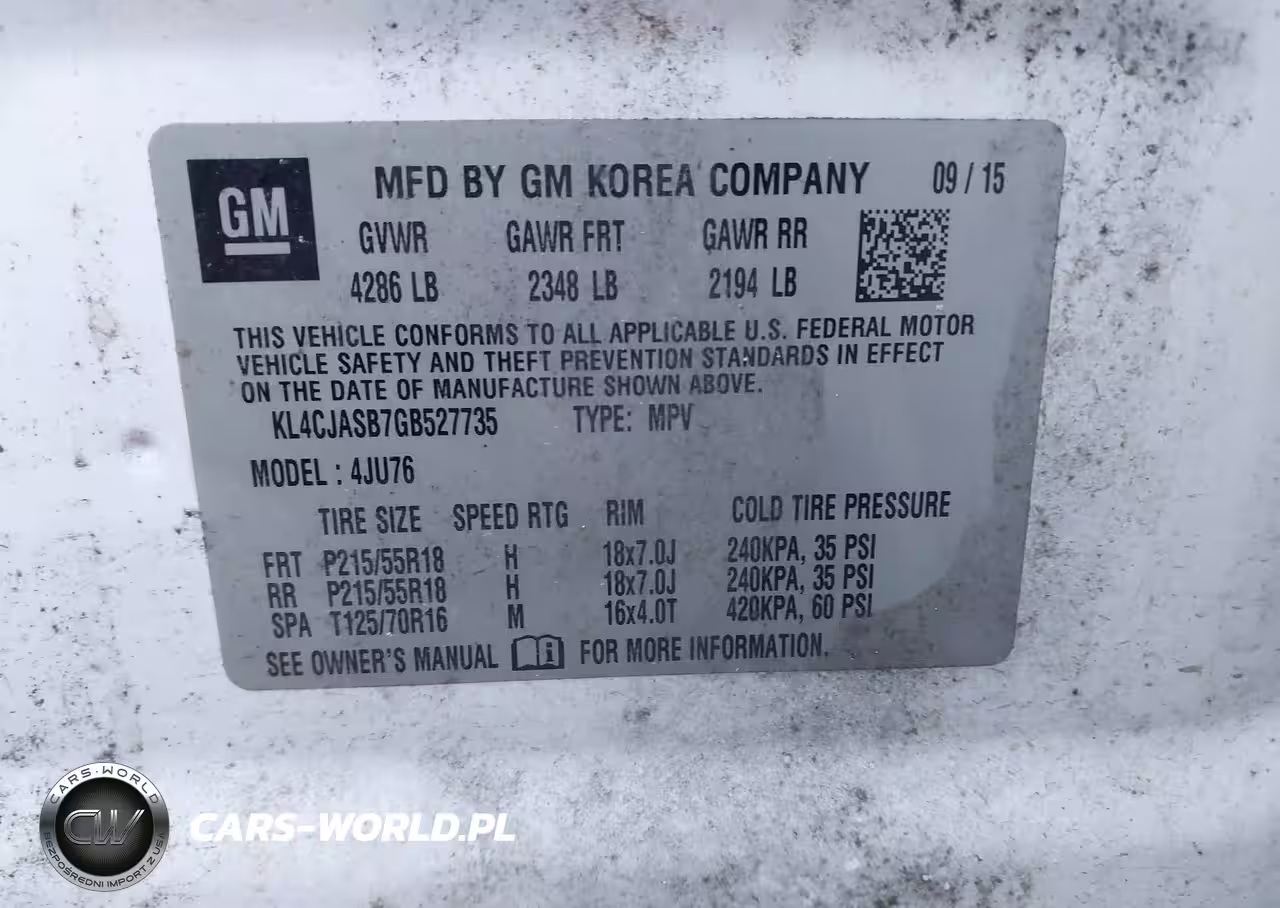 GM
MFD BY GM KOREA COMPANY 09 / 15
GVWR GAWR FRT GAWR RR
4286 LB 2348 LB 2194 LB
THIS VEHICLE CONFORMS TO ALL APPLICABLE U.S. FEDERAL MOTOR
VEHICLE SAFETY AND THEFT PREVENTION STANDARDS IN EFFECT
ON THE DATE OF MANUFACTURE SHOWN ABOVE.
KL4CJASB7GB527735 TYPE: MPV
MODEL : 4JU76
TIRE SIZE SPEED RTG RIM COLD TIRE PRESSURE
FRT P215/55R18 H 18x7.0J 240KPA, 35 PSI
RR P215/55R18 H 18x7.0J 240KPA, 35 PSI
SPA T125/70R16 M 16x4.0T 420KPA, 60 PSI
SEE OWNER'S MANUAL i FOR MORE INFORMATION.
CARS-WORLD
CW
BEZPOŚREDNI IMPORT Z USA
CARS-WORLD.PL